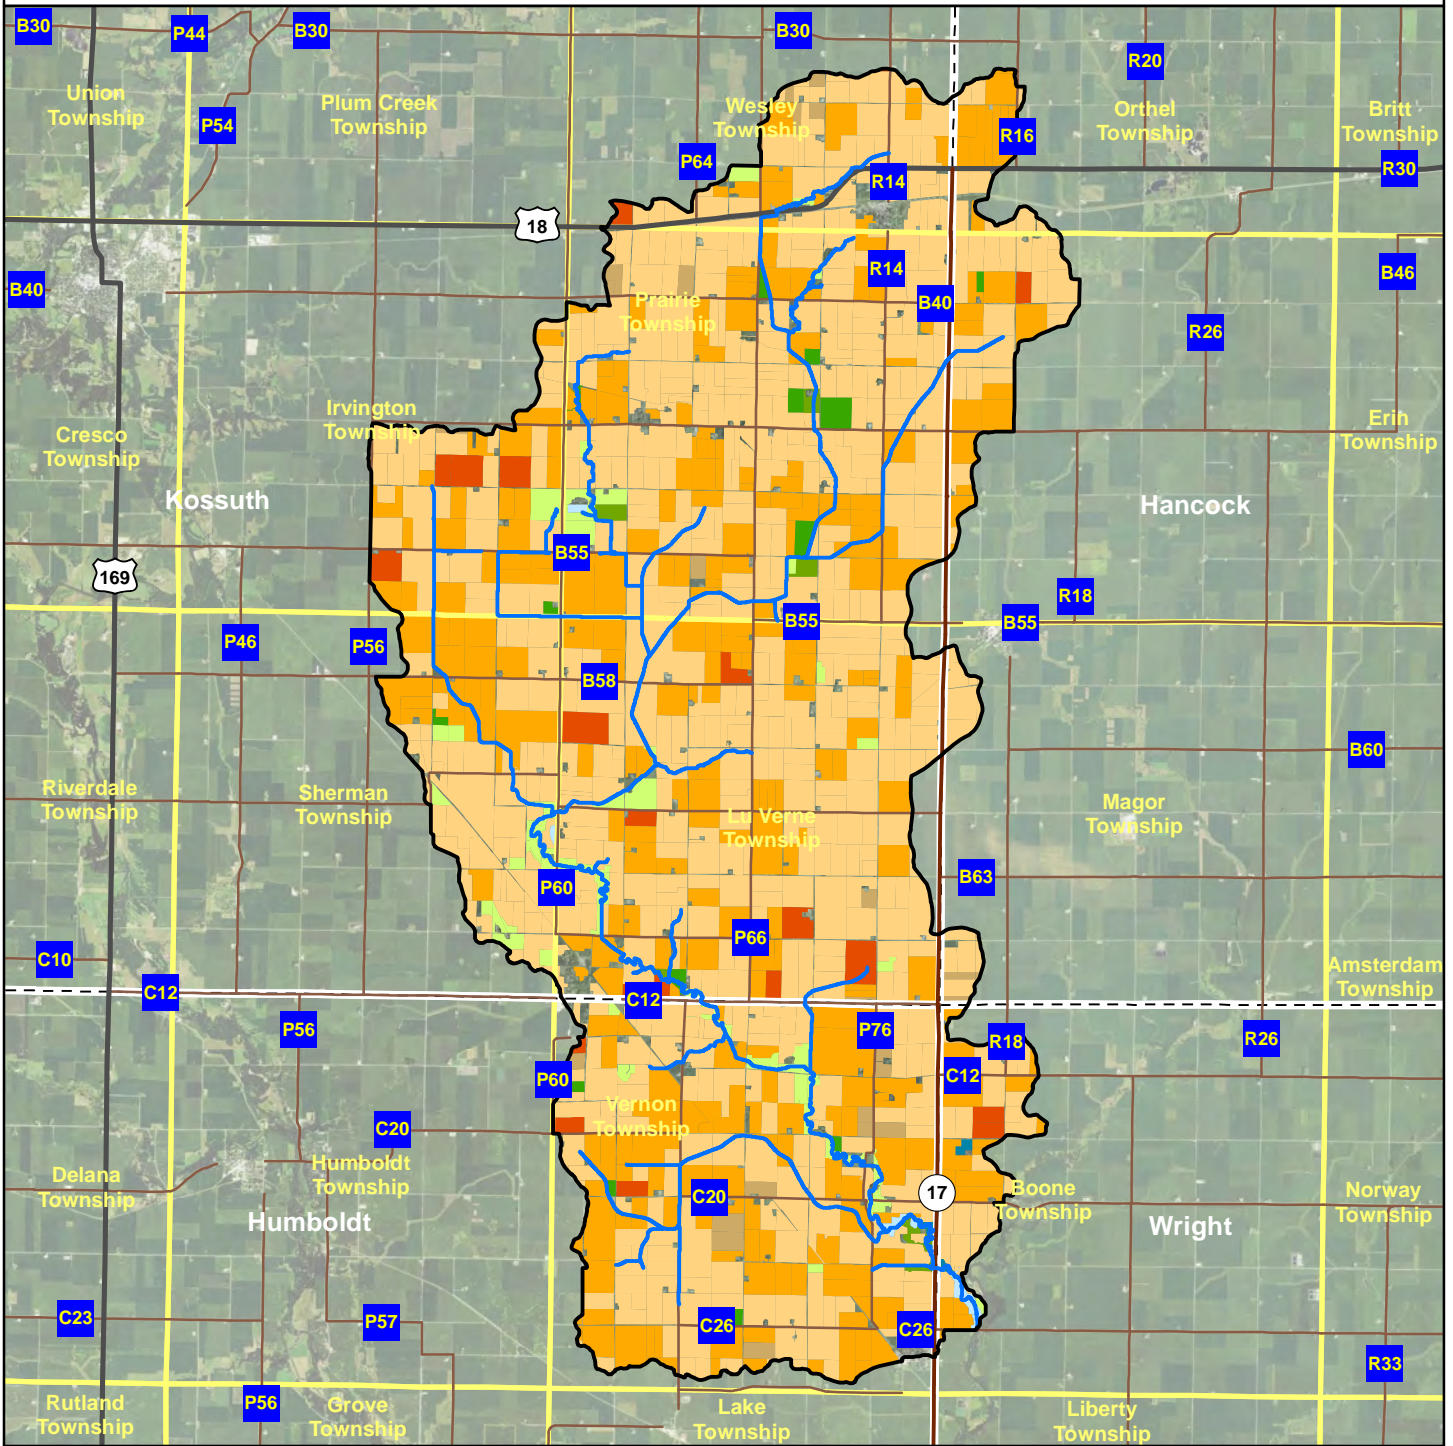 B30
P44
B30
B30
R20
Union
Township
Plum Creek
Township
Wesley
Township
Orthel
Township
Britt
Township
P54
R16
P64
R30
R14
18
R14
B46
B40
B40
Prairie
Township
R26
Irvington
Township
Cresco
Township
Erin
Township
Kossuth
Hancock
B55
169
R18
B55
B55
P46
P56
B58
B60
Riverdale
Township
Sherman
Township
Lu Verne
Township
Magor
Township
B63
P60
P66
C10
Amsterdam
Township
C12
C12
P56
P76
R18
R26
P60
C12
Vernon
Township
C20
Humboldt
Township
Delana
Township
C20
17
Boone
Township
Norway
Township
Humboldt
Wright
C23
P57
C26
C26
R33
P56
Rutland
Township
Grove
Township
Lake
Township
Liberty
Township